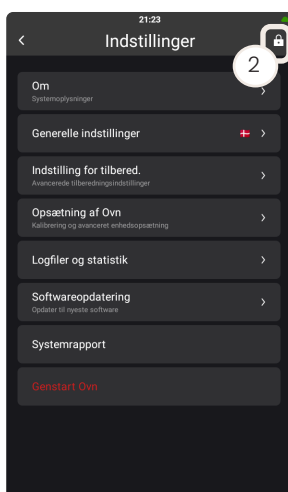 21:23
Indstillinger
2
Om
Systemoplysninger
Generelle indstillinger
Indstilling for tilbered.
Avancerede tilberedningsindstillinger
Opsætning af Ovn
Kalibrering og avanceret enhedsopsætning
Logfiler og statistik
Softwareopdatering
Opdater til nyeste software
Systemrapport
Genstart Ovn